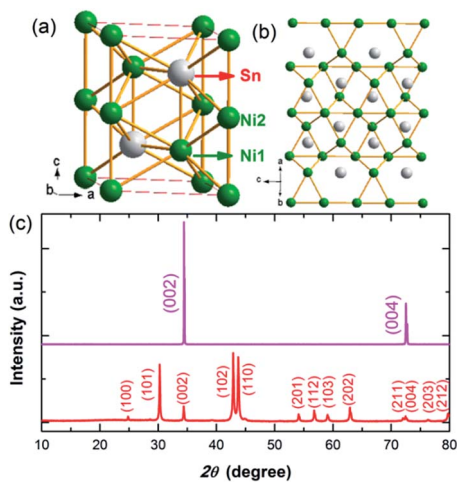 (a)
Sn
Ni2
Ni1
c
b
a
(b)
a
c
b
(c)
Intensity (a.u.)
(002)
(004)
(100)
(101)
(002)
(102)
(110)
(201)
(112)
(103)
(202)
(211)
(004)
(203)
(212)
10 20 30 40 50 60 70 80
2θ (degree)